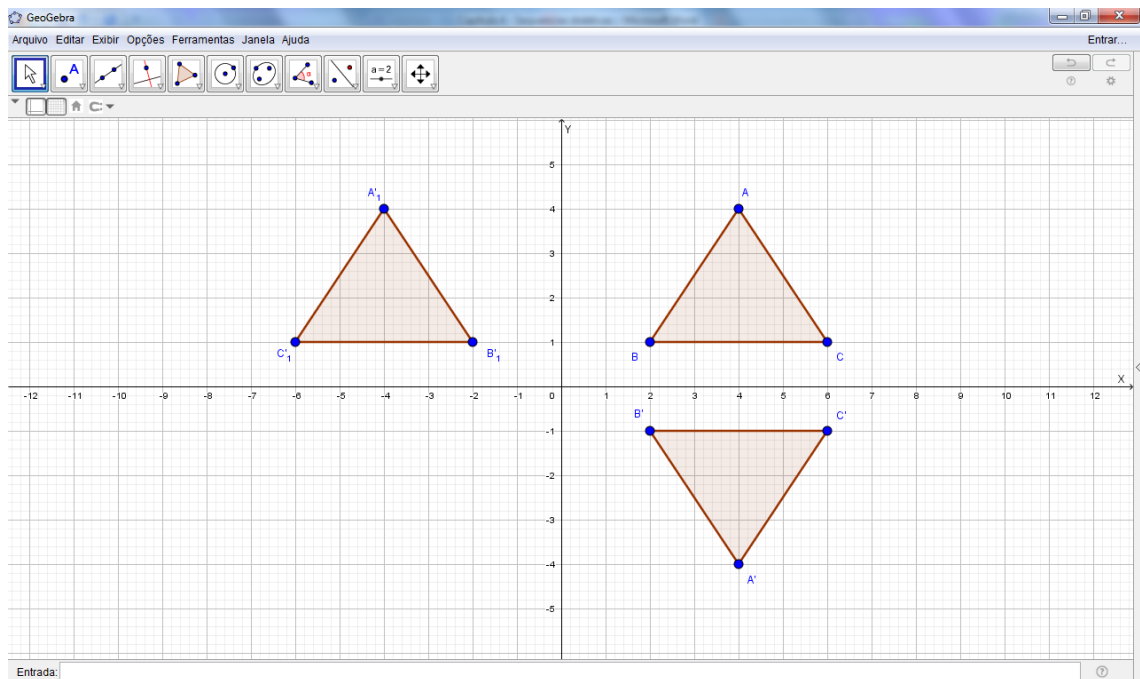 GeoGebra
Arquivo Editar Exibir Opções Ferramentas Janela Ajuda
Entrar...
A
α
a=2
Y
5
A'₁
A
4
3
2
C'₁
B'₁
1
B
C
X
-12 -11 -10 -9 -8 -7 -6 -5 -4 -3 -2 -1 0 1 2 3 4 5 6 7 8 9 10 11 12
B'
C'
-1
-2
-3
-4
A'
-5
Entrada: